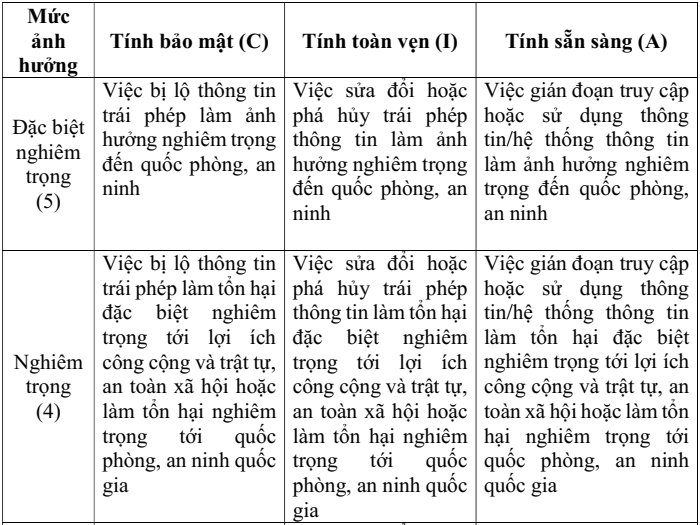 Mức
ảnh
hưởng
Tính bảo mật (C)
Tính toàn vẹn (I)
Tính sẵn sàng (A)
Đặc biệt
nghiêm
trọng
(5)
Việc bị lộ thông tin
trái phép làm ảnh
hưởng nghiêm trọng
đến quốc phòng, an
ninh
Việc sửa đổi hoặc
phá hủy trái phép
thông tin làm ảnh
hưởng nghiêm trọng
đến quốc phòng, an
ninh
Việc gián đoạn truy cập
hoặc sử dụng thông
tin/hệ thống thông tin
làm ảnh hưởng nghiêm
trọng đến quốc phòng,
an ninh
Nghiêm
trọng
(4)
Việc bị lộ thông tin
trái phép làm tổn hại
đặc biệt nghiêm
trọng tới lợi ích
công cộng và trật tự,
an toàn xã hội hoặc
làm tổn hại nghiêm
trọng tới quốc
phòng, an ninh quốc
gia
Việc sửa đổi hoặc
phá hủy trái phép
thông tin làm tổn hại
đặc biệt nghiêm
trọng tới lợi ích
công cộng và trật tự,
an toàn xã hội hoặc
làm tổn hại nghiêm
trọng tới quốc
phòng, an ninh quốc
gia
Việc gián đoạn truy cập
hoặc sử dụng thông
tin/hệ thống thông tin
làm tổn hại đặc biệt
nghiêm trọng tới lợi ích
công cộng và trật tự, an
toàn xã hội hoặc làm tổn
hại nghiêm trọng tới
quốc phòng, an ninh
quốc gia